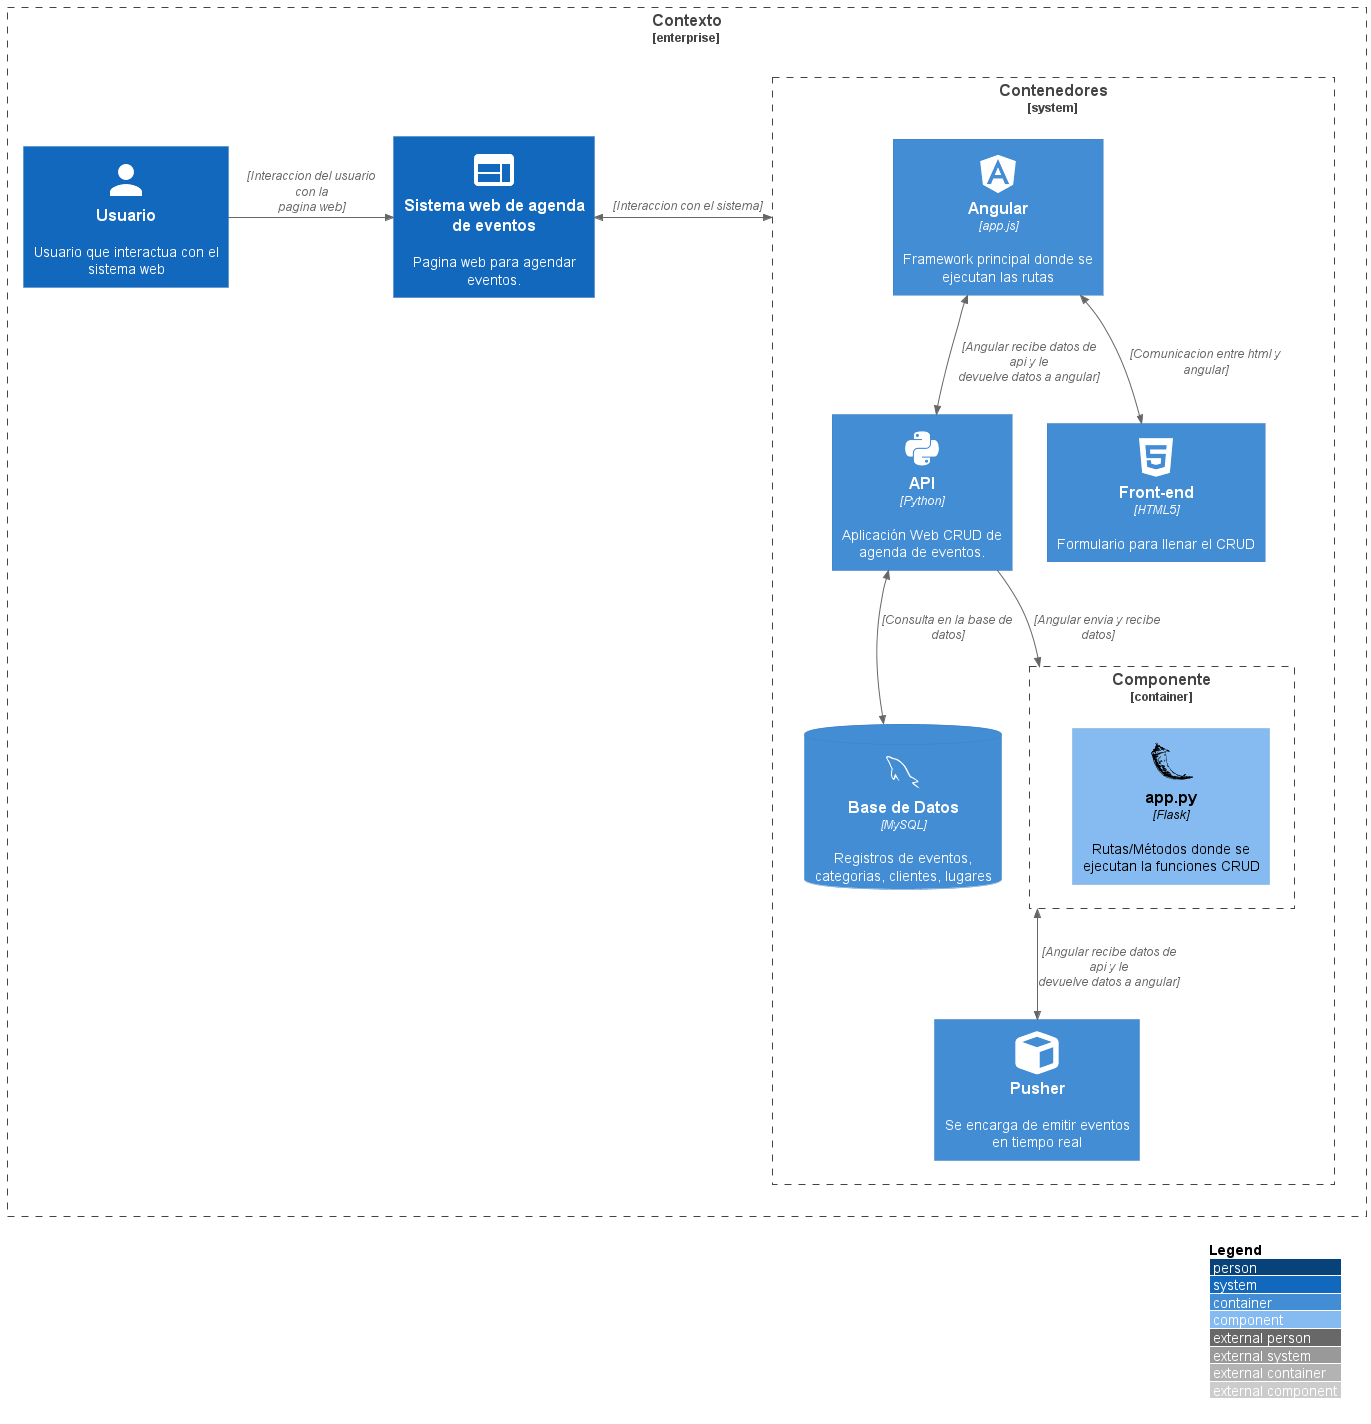 Contexto
[enterprise]
Usuario
Usuario que interactua con el
sistema web
[Interaccion del usuario
con la
pagina web]
Sistema web de agenda
de eventos
Pagina web para agendar
eventos.
[Interaccion con el sistema]
Contenedores
[system]
Angular
[app.js]
Framework principal donde se
ejecutan las rutas
[Angular recibe datos de
api y le
devuelve datos a angular]
[Comunicacion entre html y
angular]
API
[Python]
Aplicación Web CRUD de
agenda de eventos.
Front-end
[HTML5]
Formulario para llenar el CRUD
[Consulta en la base de
datos]
[Angular envia y recibe
datos]
Componente
[container]
app.py
[Flask]
Rutas/Métodos donde se
ejecutan la funciones CRUD
Base de Datos
[MySQL]
Registros de eventos,
categorias, clientes, lugares
[Angular recibe datos de
api y le
devuelve datos a angular]
Pusher
Se encarga de emitir eventos
en tiempo real
Legend
person
system
container
component
external person
external system
external container
external component